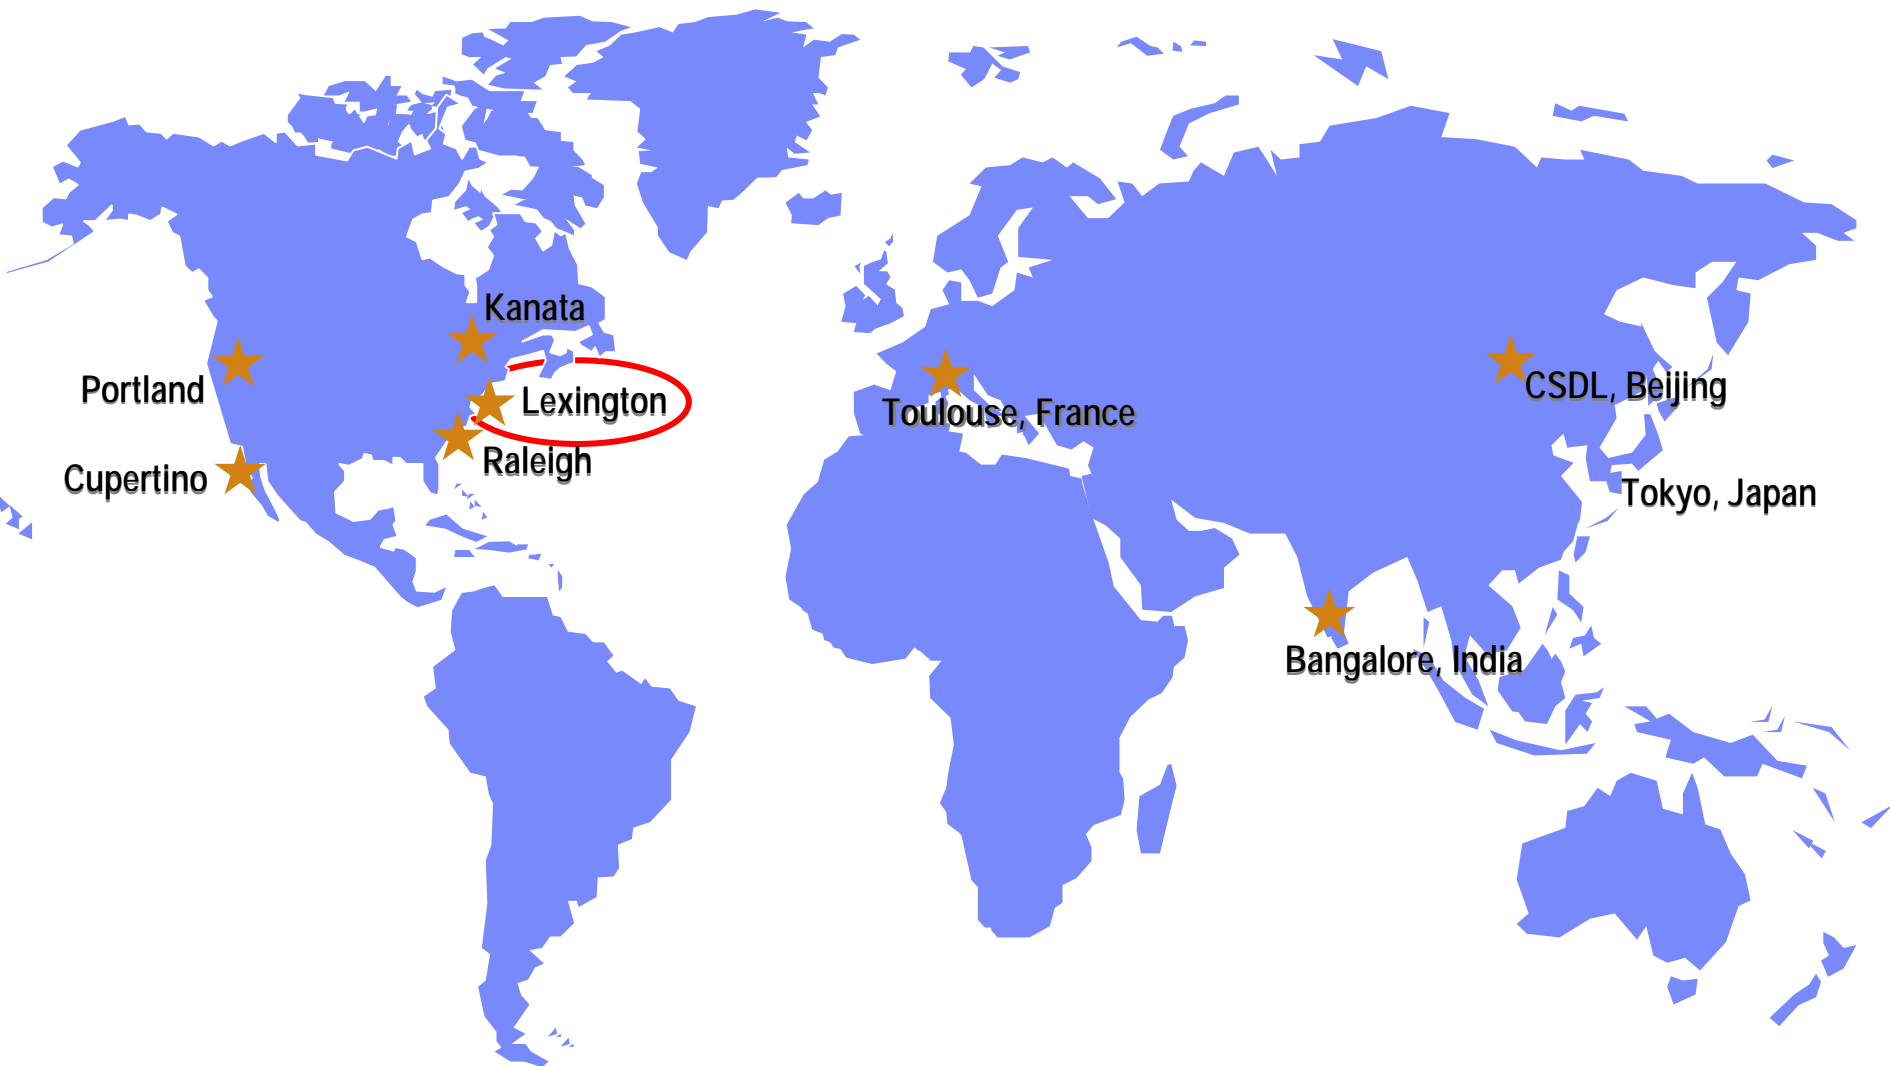 Kanata
Portland
Lexington
Raleigh
Cupertino
Toulouse, France
CSDL, Beijing
Tokyo, Japan
Bangalore, India